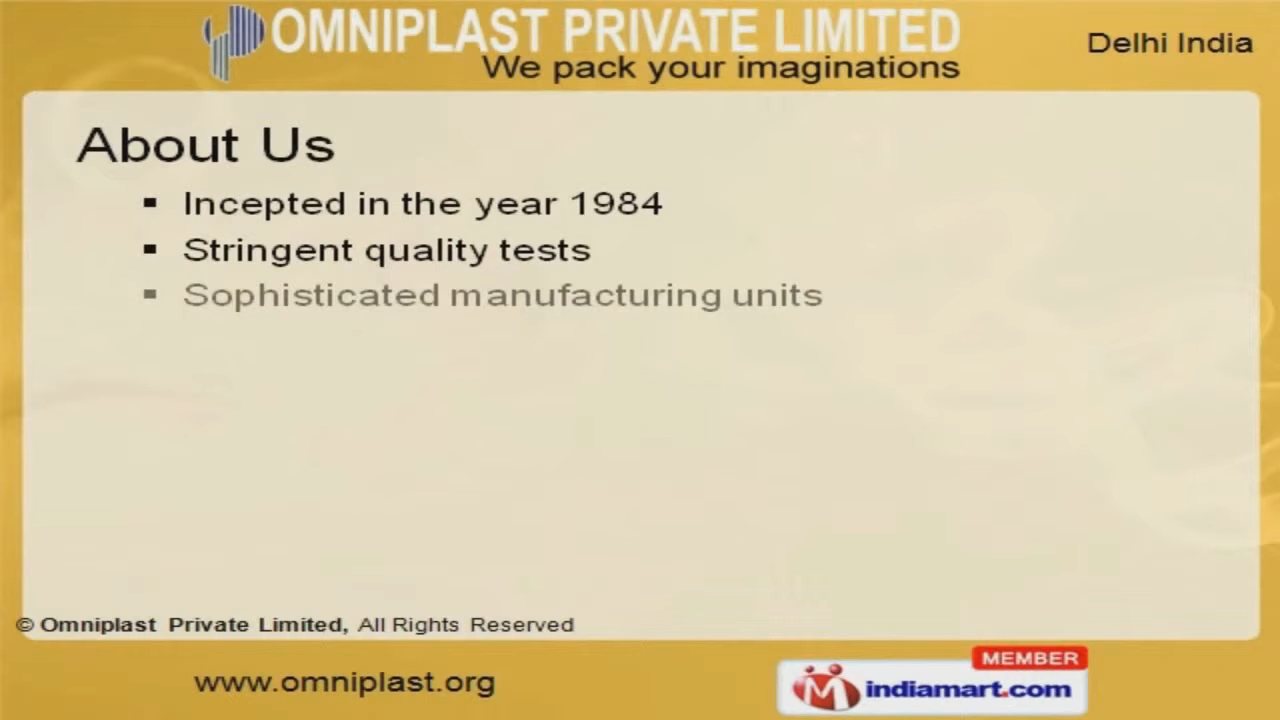 OMNIPLAST PRIVATE LIMITED
We pack your imaginations
Delhi India
About Us
▪ Incepted in the year 1984
▪ Stringent quality tests
▪ Sophisticated manufacturing units
© Omniplast Private Limited, All Rights Reserved
www.omniplast.org
MEMBER
indiamart.com